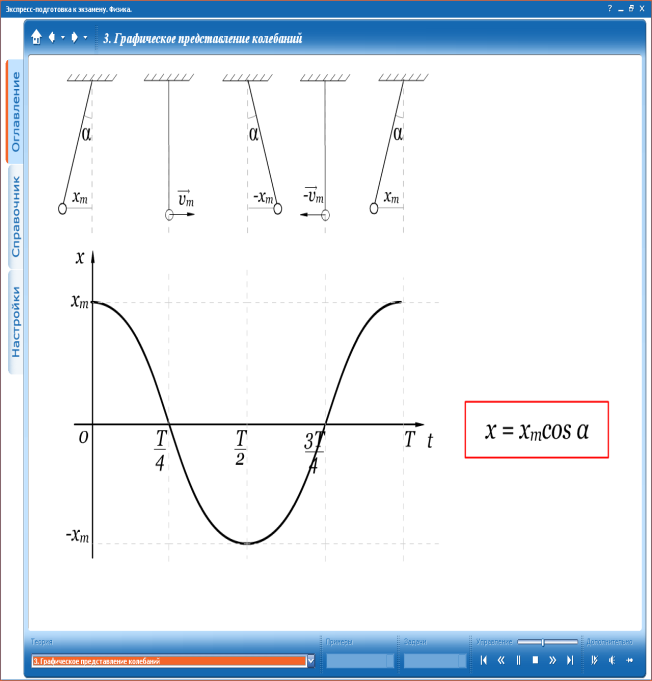 Экспресс-подготовка к экзамену. Физика.
3. Графическое представление колебаний
Оглавление
Справочник
Настройки
α α α
xm vm -xm -vm xm
x
xm
0 T/4 T/2 3T/4 T t
-xm
x = xmcos α
Теория Примеры Задачи Управление Дополнительно
3. Графическое представление колебаний